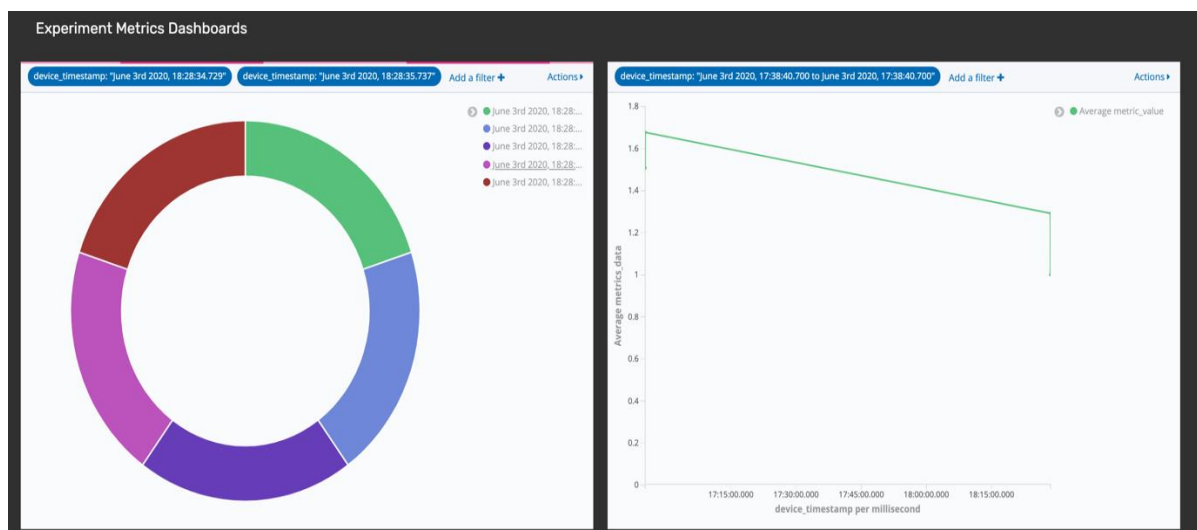 Experiment Metrics Dashboards
device_timestamp: "June 3rd 2020, 18:28:34.729" device_timestamp: "June 3rd 2020, 18:28:35.737" Add a filter + Actions
June 3rd 2020, 18:28:...
June 3rd 2020, 18:28:...
June 3rd 2020, 18:28:...
June 3rd 2020, 18:28:...
June 3rd 2020, 18:28:...
device_timestamp: "June 3rd 2020, 17:38:40.700 to June 3rd 2020, 17:38:40.700" Add a filter + Actions
Average metric_value
1.8
1.6
1.4
1.2
1
0.8
0.6
0.4
0.2
0
Average metrics_data
17:15:00.000 17:30:00.000 17:45:00.000 18:00:00.000 18:15:00.000
device_timestamp per millisecond